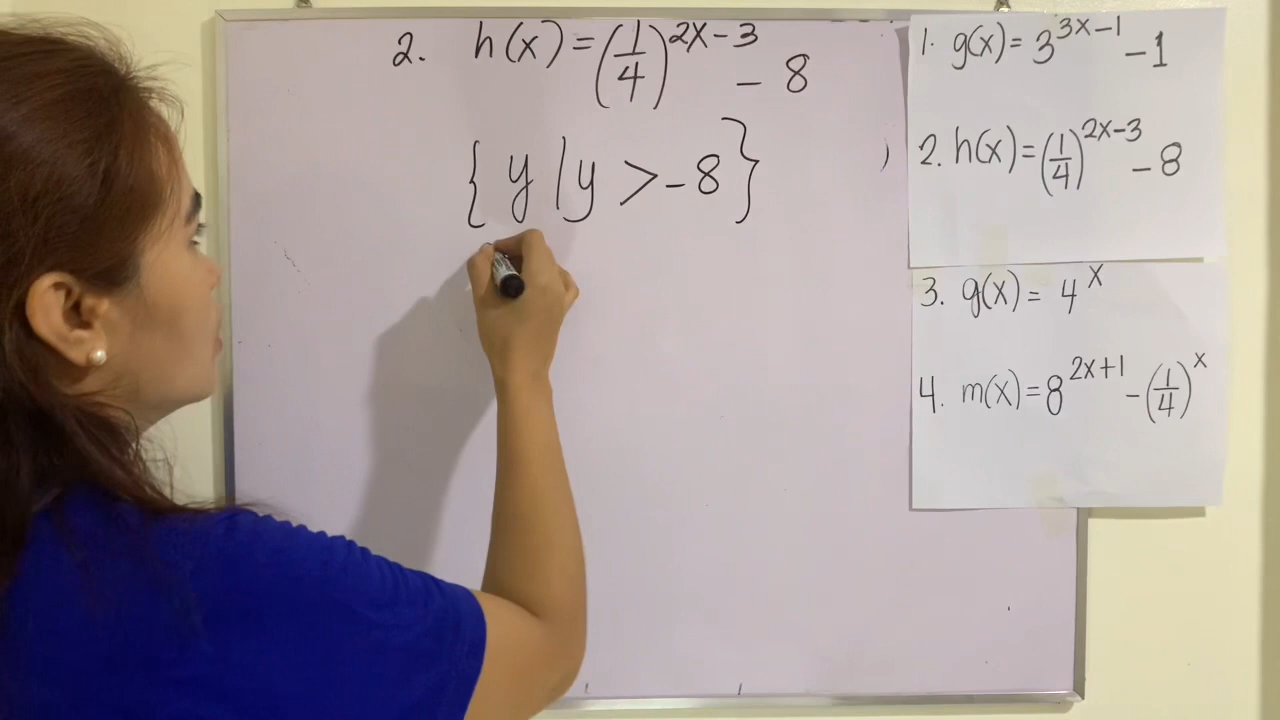 2. h(x) = (1/4)^{2x-3} - 8
{ y | y > -8 }
1. g(x) = 3^{3x-1} - 1
2. h(x) = (1/4)^{2x-3} - 8
3. g(x) = 4^x
4. m(x) = 8^{2x+1} - (1/4)^x